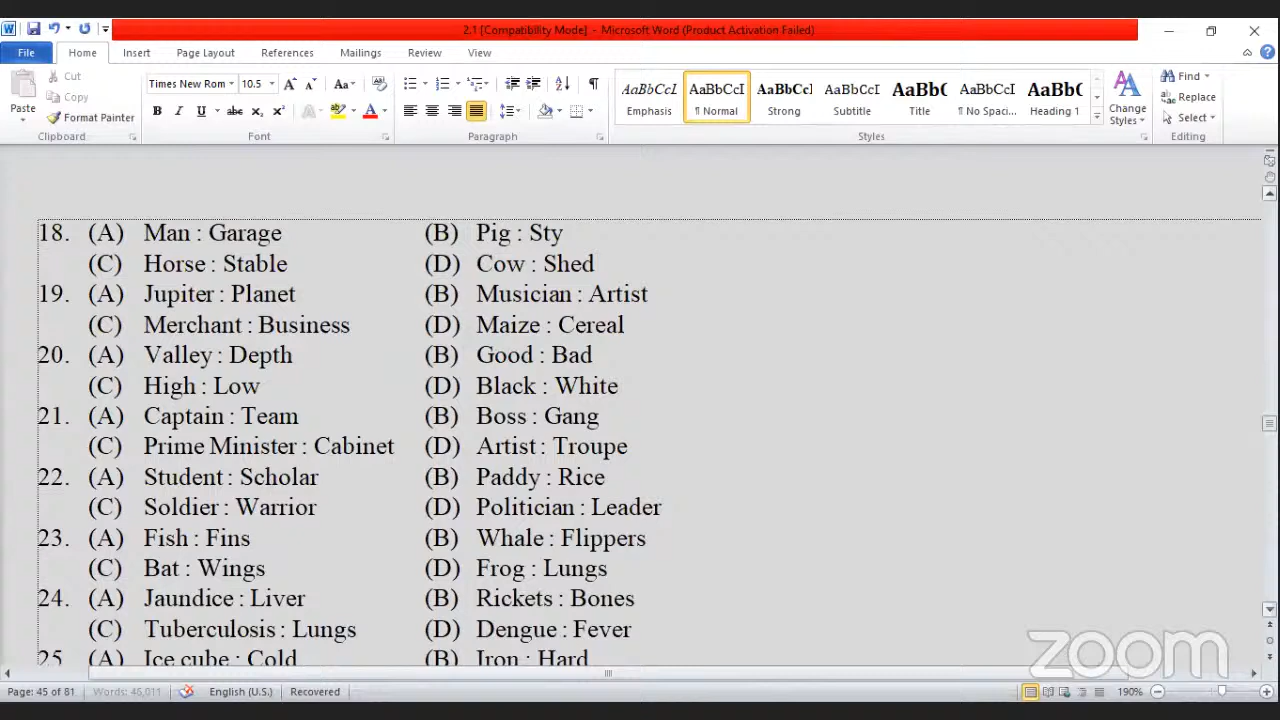 2.1 [Compatibility Mode] - Microsoft Word (Product Activation Failed)
File Home Insert Page Layout References Mailings Review View
Paste
Cut
Copy
Format Painter
Clipboard
Times New Rom 10.5
Font
Paragraph
AaBbCcI AaBbCcI AaBbCcI AaBbCcI AaBbC AaBbCcI AaBbC
Emphasis ¶ Normal Strong Subtitle Title ¶ No Spaci... Heading 1
Styles
Change Styles
Find
Replace
Select
Editing
18. (A) Man : Garage (B) Pig : Sty
(C) Horse : Stable (D) Cow : Shed
19. (A) Jupiter : Planet (B) Musician : Artist
(C) Merchant : Business (D) Maize : Cereal
20. (A) Valley : Depth (B) Good : Bad
(C) High : Low (D) Black : White
21. (A) Captain : Team (B) Boss : Gang
(C) Prime Minister : Cabinet (D) Artist : Troupe
22. (A) Student : Scholar (B) Paddy : Rice
(C) Soldier : Warrior (D) Politician : Leader
23. (A) Fish : Fins (B) Whale : Flippers
(C) Bat : Wings (D) Frog : Lungs
24. (A) Jaundice : Liver (B) Rickets : Bones
(C) Tuberculosis : Lungs (D) Dengue : Fever
25 (A) Ice cube : Cold (B) Iron : Hard
zoom
Page: 45 of 81 Words: 46,911 English (U.S.) Recovered 190%